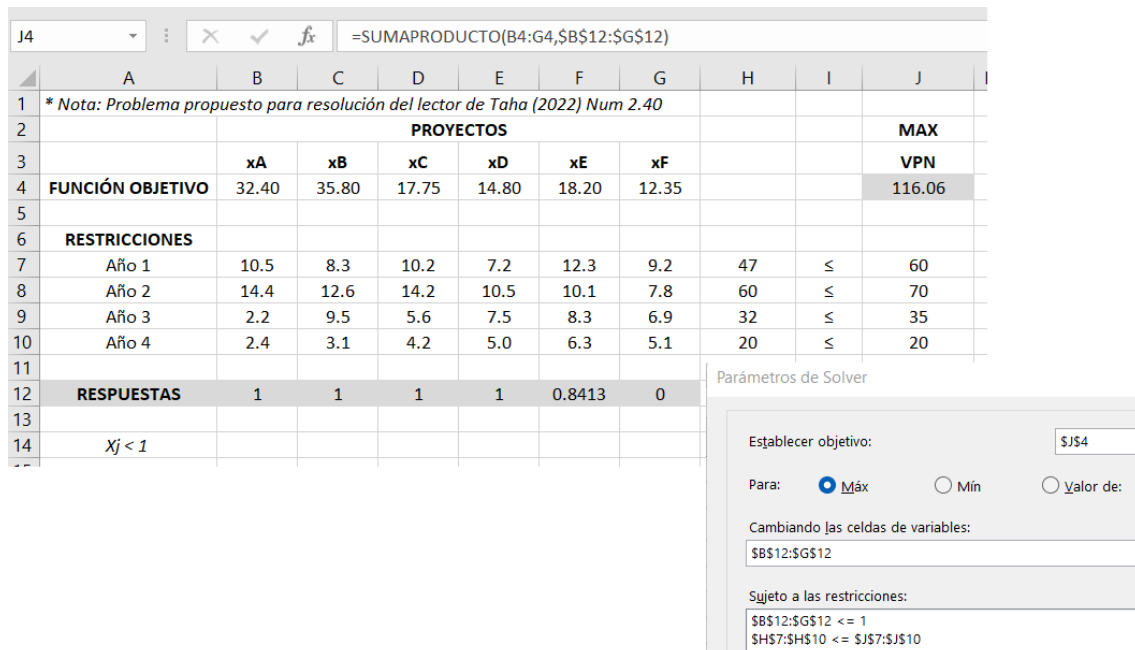 J4 fx =SUMAPRODUCTO(B4:G4,$B$12:$G$12)
A B C D E F G H I J
1 * Nota: Problema propuesto para resolución del lector de Taha (2022) Num 2.40
2 PROYECTOS MAX
3 xA xB xC xD xE xF VPN
4 FUNCIÓN OBJETIVO 32.40 35.80 17.75 14.80 18.20 12.35 116.06
5
6 RESTRICCIONES
7 Año 1 10.5 8.3 10.2 7.2 12.3 9.2 47 ≤ 60
8 Año 2 14.4 12.6 14.2 10.5 10.1 7.8 60 ≤ 70
9 Año 3 2.2 9.5 5.6 7.5 8.3 6.9 32 ≤ 35
10 Año 4 2.4 3.1 4.2 5.0 6.3 5.1 20 ≤ 20
11
12 RESPUESTAS 1 1 1 1 0.8413 0
13
14 Xj < 1
Parámetros de Solver
Establecer objetivo: $J$4
Para: Máx Mín Valor de:
Cambiando las celdas de variables:
$B$12:$G$12
Sujeto a las restricciones:
$B$12:$G$12 <= 1
$H$7:$H$10 <= $J$7:$J$10